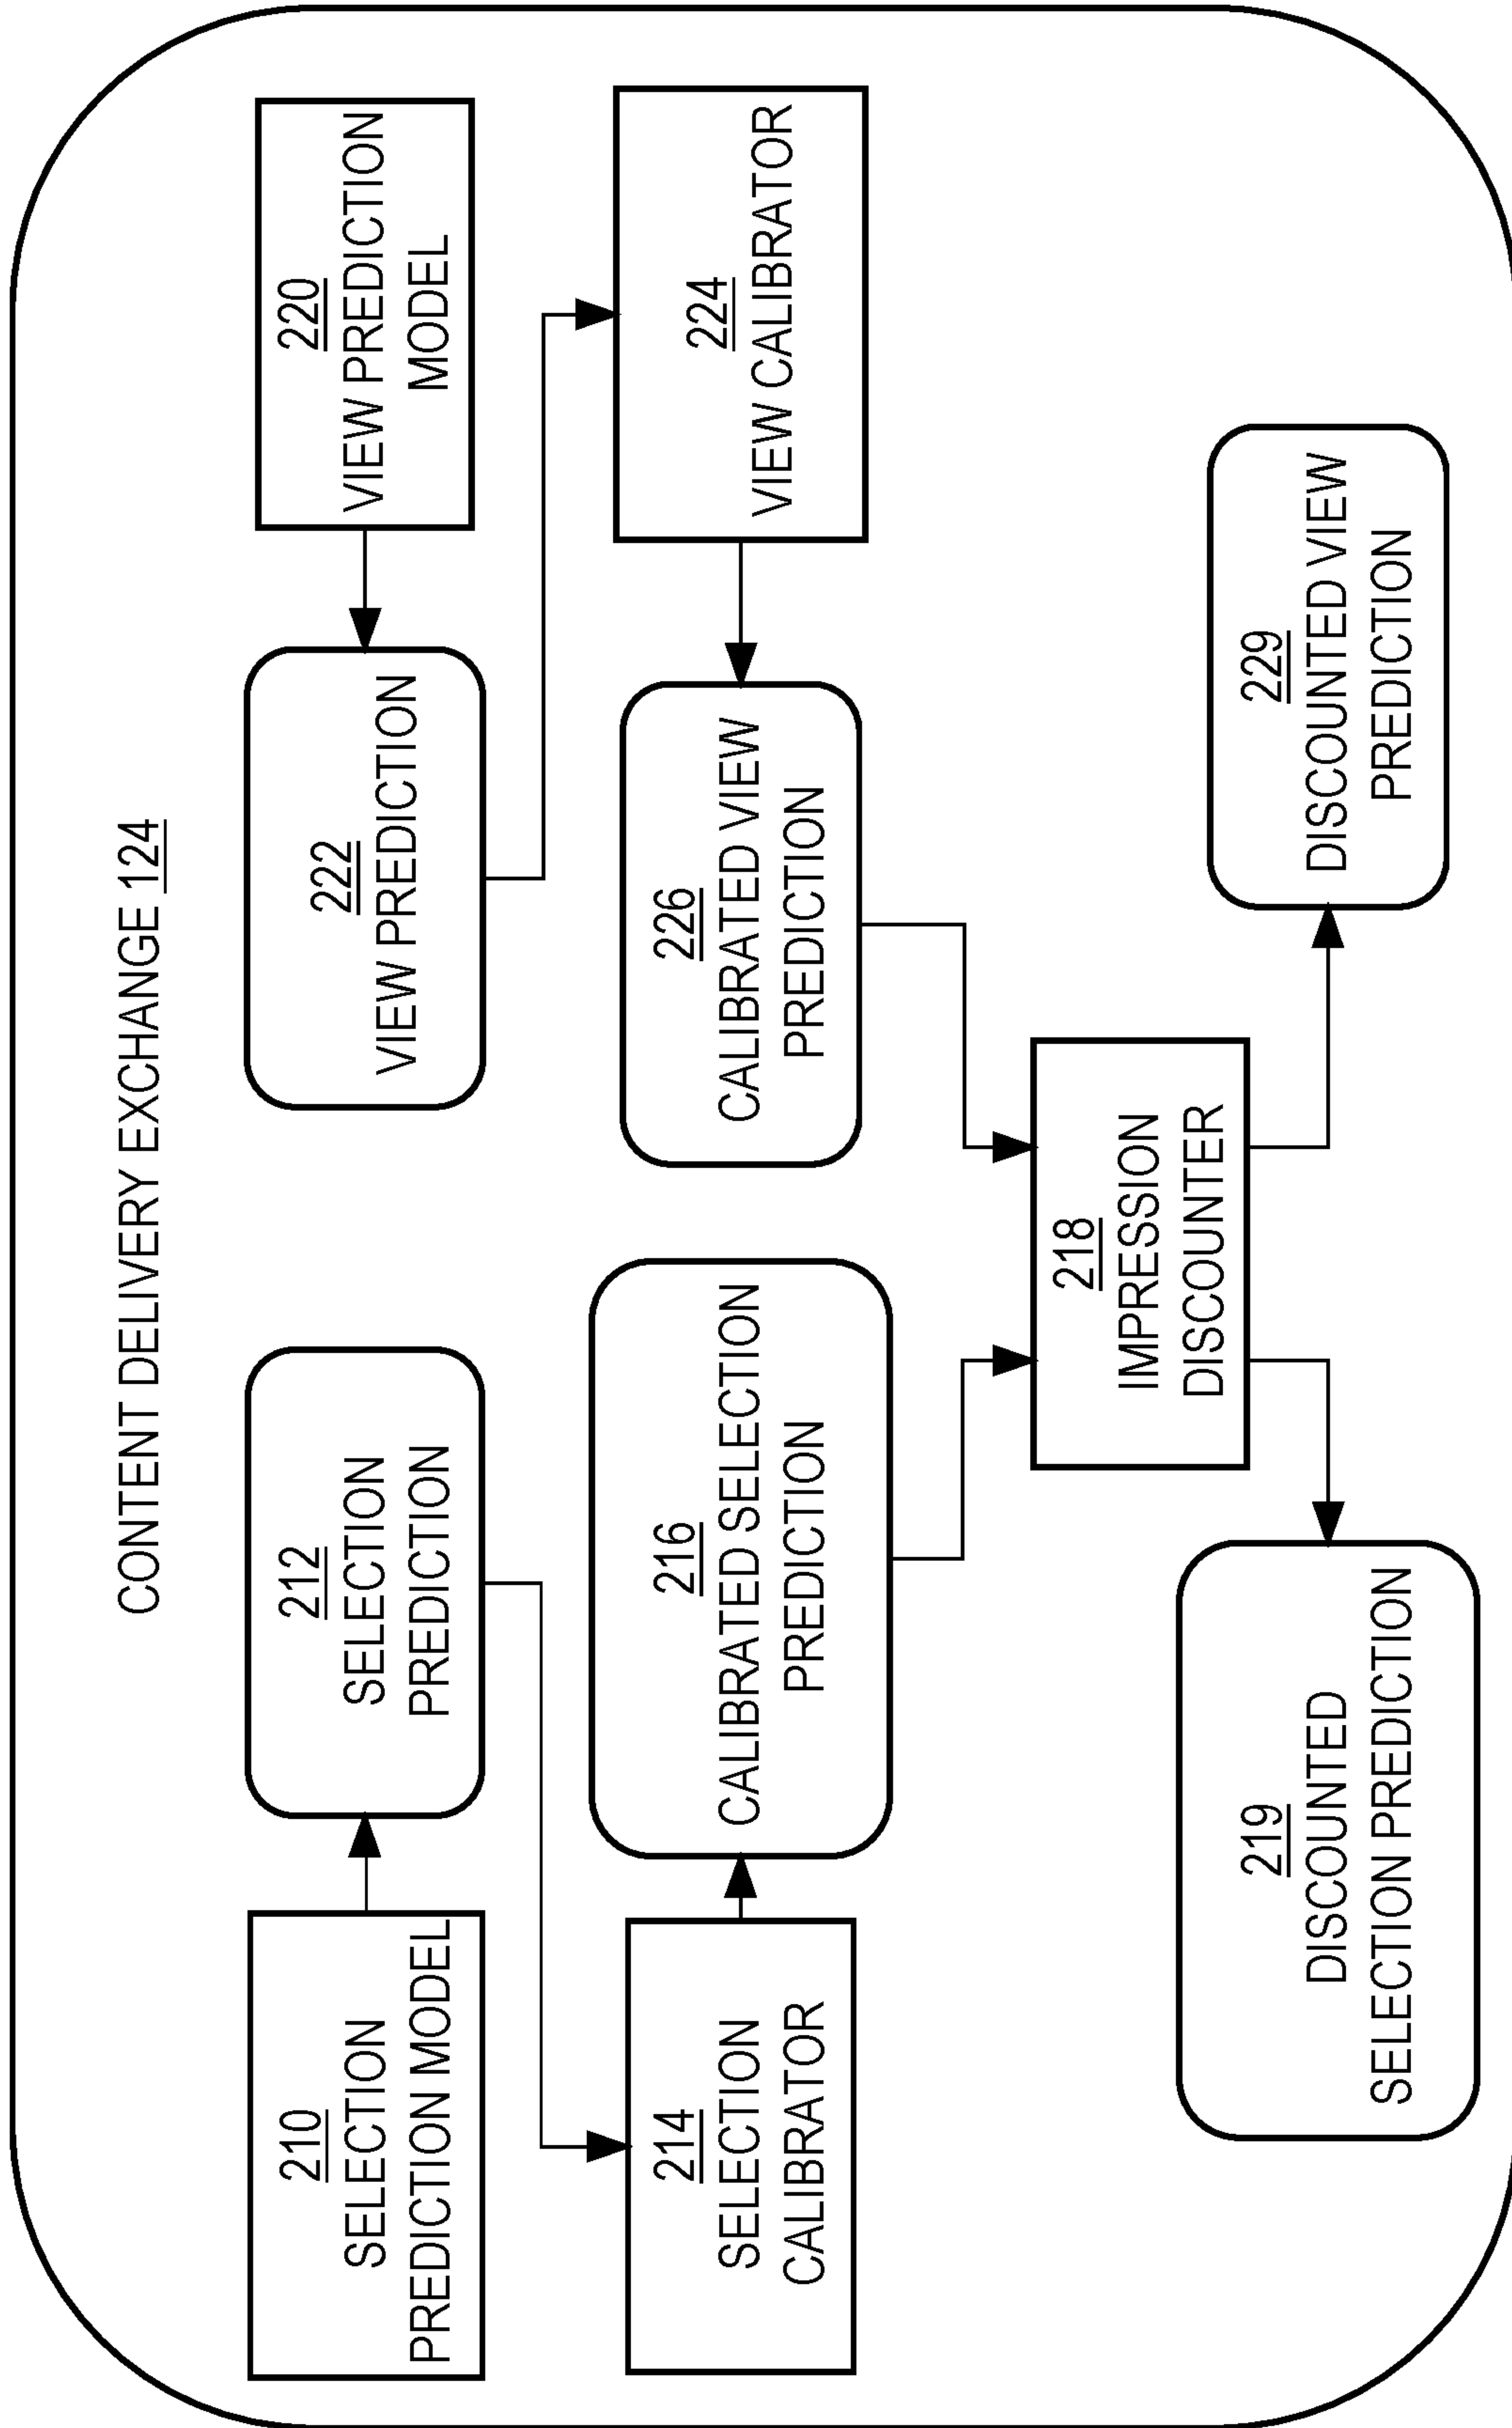 CONTENT DELIVERY EXCHANGE 124
210
SELECTION
PREDICTION MODEL
212
SELECTION
PREDICTION
222
VIEW PREDICTION
220
VIEW PREDICTION
MODEL
214
SELECTION
CALIBRATOR
216
CALIBRATED SELECTION
PREDICTION
226
CALIBRATED VIEW
PREDICTION
224
VIEW CALIBRATOR
218
IMPRESSION
DISCOUNTER
219
DISCOUNTED
SELECTION PREDICTION
229
DISCOUNTED VIEW
PREDICTION